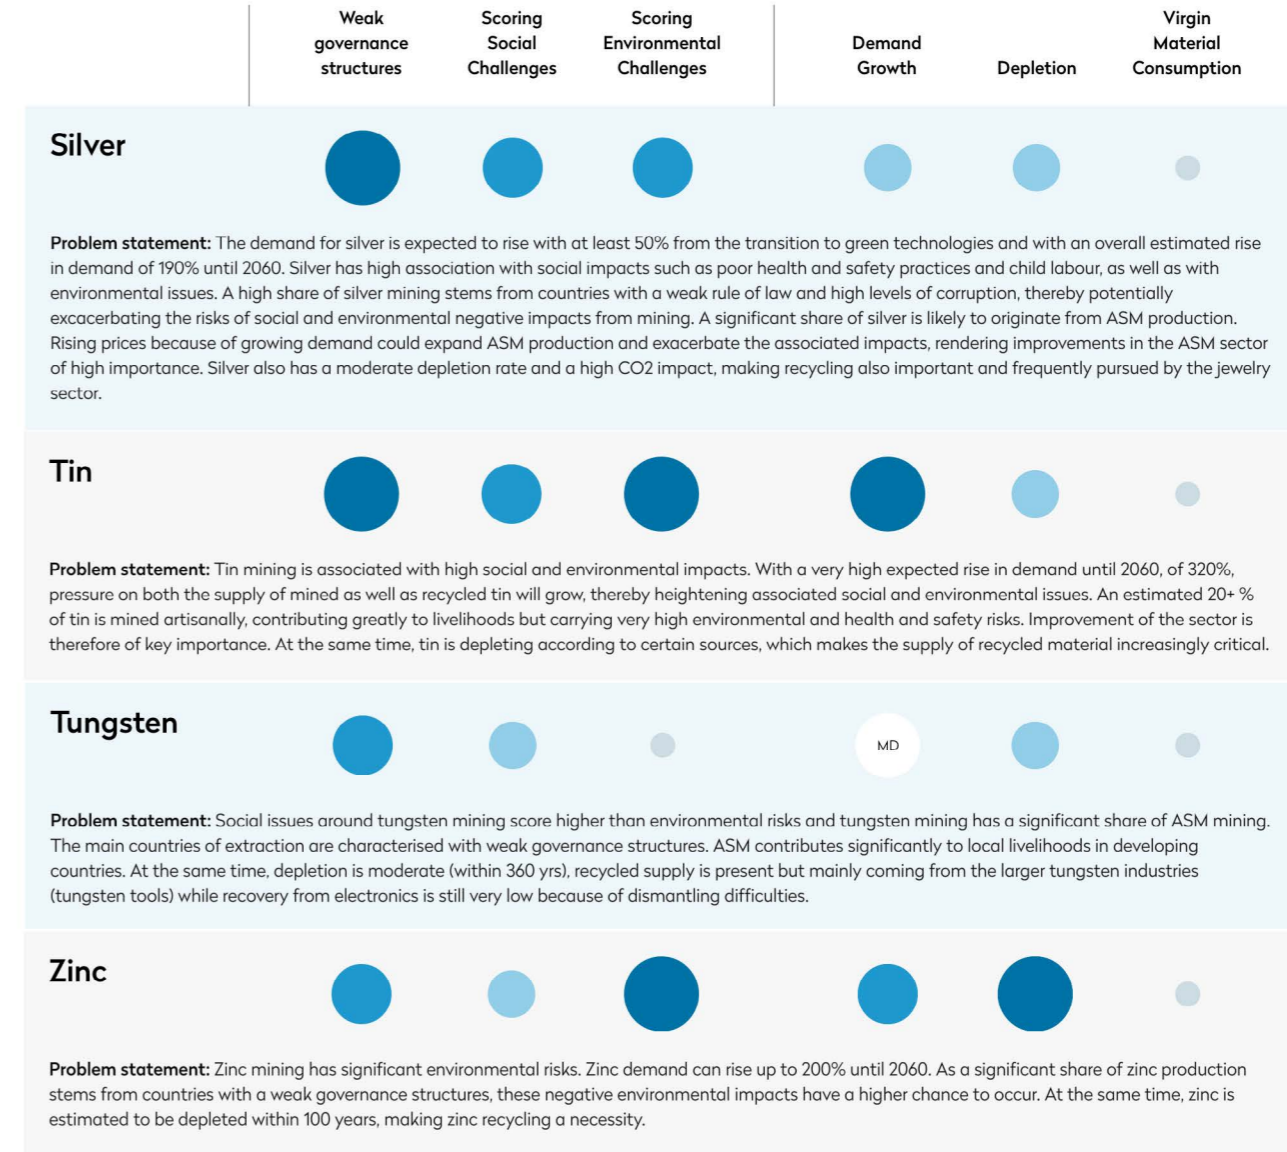 Weak
governance
structures
Scoring
Social
Challenges
Scoring
Environmental
Challenges
Demand
Growth
Depletion
Virgin
Material
Consumption
Silver
Problem statement: The demand for silver is expected to rise with at least 50% from the transition to green technologies and with an overall estimated rise
in demand of 190% until 2060. Silver has high association with social impacts such as poor health and safety practices and child labour, as well as with
environmental issues. A high share of silver mining stems from countries with a weak rule of law and high levels of corruption, thereby potentially
excacerbating the risks of social and environmental negative impacts from mining. A significant share of silver is likely to originate from ASM production.
Rising prices because of growing demand could expand ASM production and exacerbate the associated impacts, rendering improvements in the ASM sector
of high importance. Silver also has a moderate depletion rate and a high CO2 impact, making recycling also important and frequently pursued by the jewelry
sector.
Tin
Problem statement: Tin mining is associated with high social and environmental impacts. With a very high expected rise in demand until 2060, of 320%,
pressure on both the supply of mined as well as recycled tin will grow, thereby heightening associated social and environmental issues. An estimated 20+ %
of tin is mined artisanally, contributing greatly to livelihoods but carrying very high environmental and health and safety risks. Improvement of the sector is
therefore of key importance. At the same time, tin is depleting according to certain sources, which makes the supply of recycled material increasingly critical.
Tungsten
MD
Problem statement: Social issues around tungsten mining score higher than environmental risks and tungsten mining has a significant share of ASM mining.
The main countries of extraction are characterised with weak governance structures. ASM contributes significantly to local livelihoods in developing
countries. At the same time, depletion is moderate (within 360 yrs), recycled supply is present but mainly coming from the larger tungsten industries
(tungsten tools) while recovery from electronics is still very low because of dismantling difficulties.
Zinc
Problem statement: Zinc mining has significant environmental risks. Zinc demand can rise up to 200% until 2060. As a significant share of zinc production
stems from countries with a weak governance structures, these negative environmental impacts have a higher chance to occur. At the same time, zinc is
estimated to be depleted within 100 years, making zinc recycling a necessity.